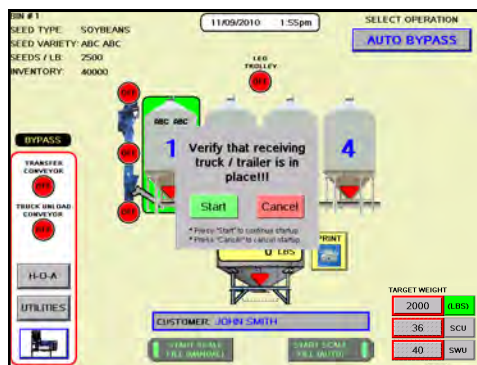 BIN # 1
SEED TYPE: SOYBEANS
SEED VARIETY: ABC ABC
SEEDS / LB: 2500
INVENTORY: 40000
11/09/2010 1:55pm
SELECT OPERATION
AUTO BYPASS
LEG
TROLLEY
OFF
OFF
ABC ABC
OFF
OFF
1
4
Verify that receiving
truck / trailer is in
place!!!
Start
Cancel
* Press "Start" to continue startup
* Press "Cancel" to cancel startup
BYPASS
TRANSFER
CONVEYOR
OFF
TRUCK UNLOAD
CONVEYOR
OFF
H-O-A
UTILITIES
0 LBS
PRINT
CUSTOMER: JOHN SMITH
START SCALE
FILL (MANUAL)
START SCALE
FILL (AUTO)
TARGET WEIGHT
2000 (LBS)
36 SCU
40 SWU